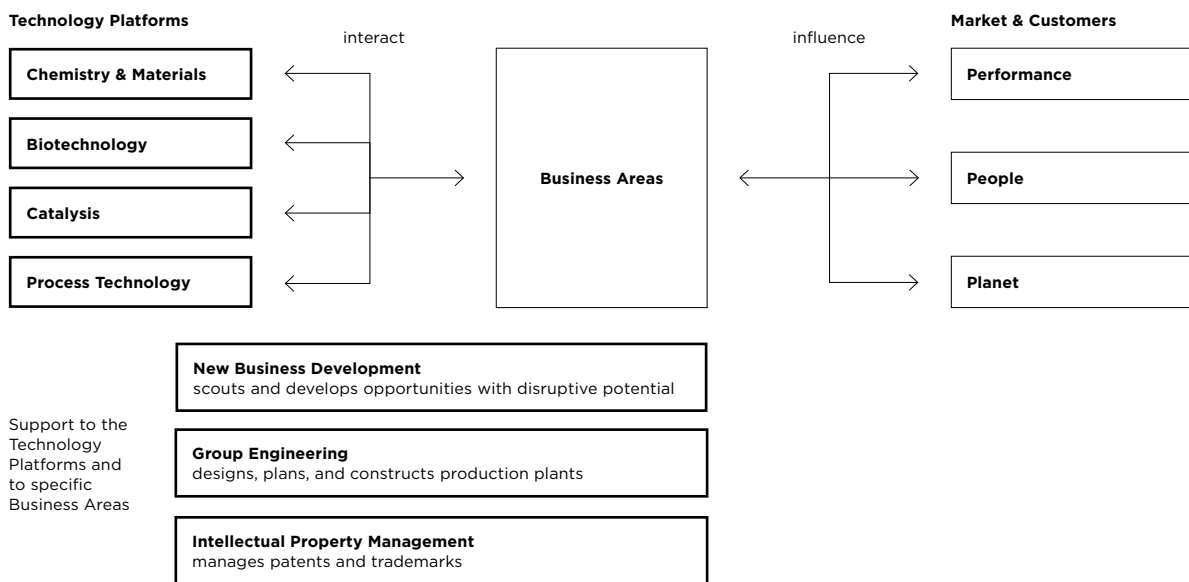 Technology Platforms
interact
influence
Market & Customers
Chemistry & Materials
Biotechnology
Catalysis
Process Technology
Business Areas
Performance
People
Planet
New Business Development
scouts and develops opportunities with disruptive potential
Support to the
Technology
Platforms and
to specific
Business Areas
Group Engineering
designs, plans, and constructs production plants
Intellectual Property Management
manages patents and trademarks